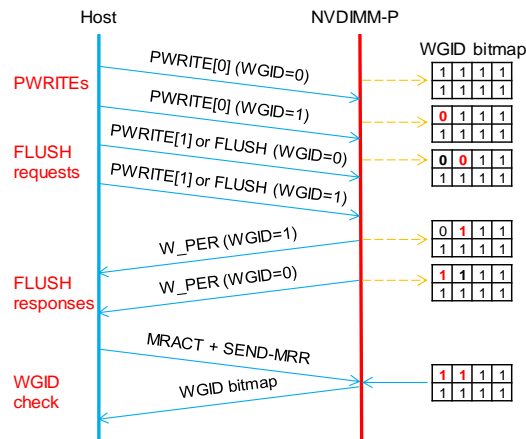 Host
NVDIMM-P
WGID bitmap
PWRITE[0] (WGID=0)
1 1 1 1
1 1 1 1
PWRITEs
PWRITE[0] (WGID=1)
0 1 1 1
1 1 1 1
PWRITE[1] or FLUSH (WGID=0)
FLUSH
requests
0 0 1 1
1 1 1 1
PWRITE[1] or FLUSH (WGID=1)
W_PER (WGID=1)
0 1 1 1
1 1 1 1
W_PER (WGID=0)
FLUSH
responses
1 1 1 1
1 1 1 1
MRACT + SEND-MRR
WGID
check
WGID bitmap
1 1 1 1
1 1 1 1